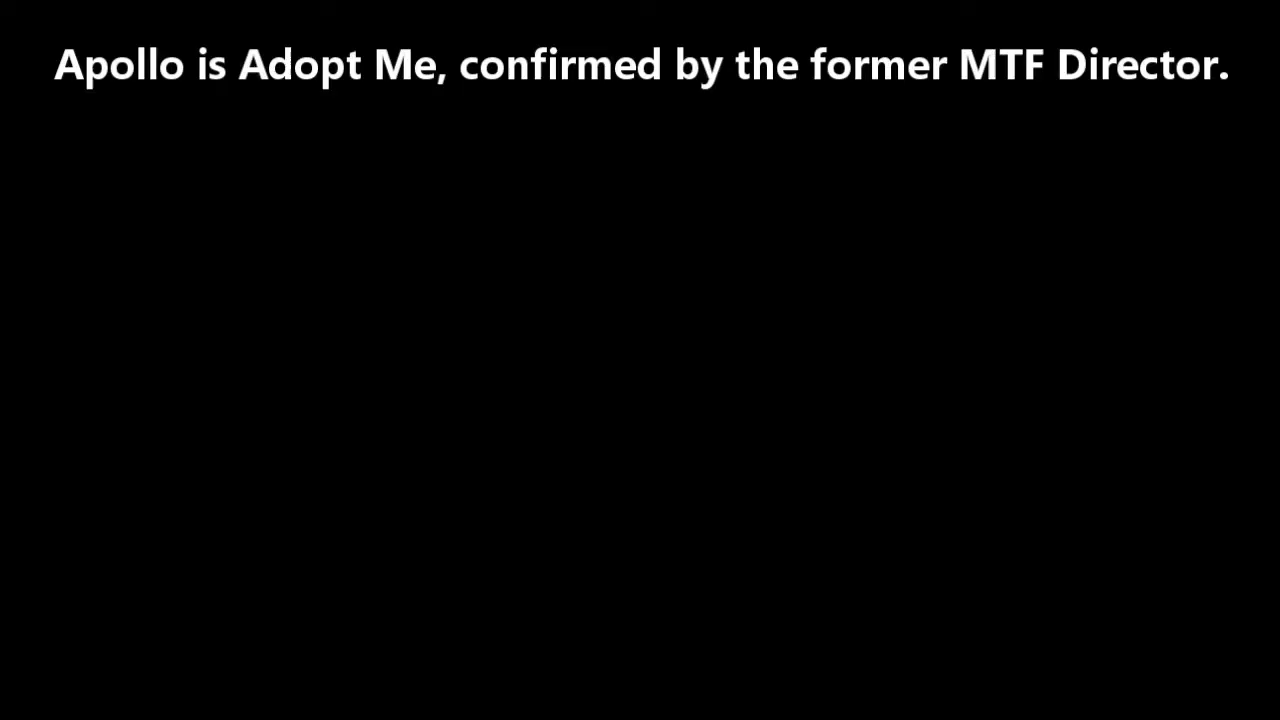 Apollo is Adopt Me, confirmed by the former MTF Director.